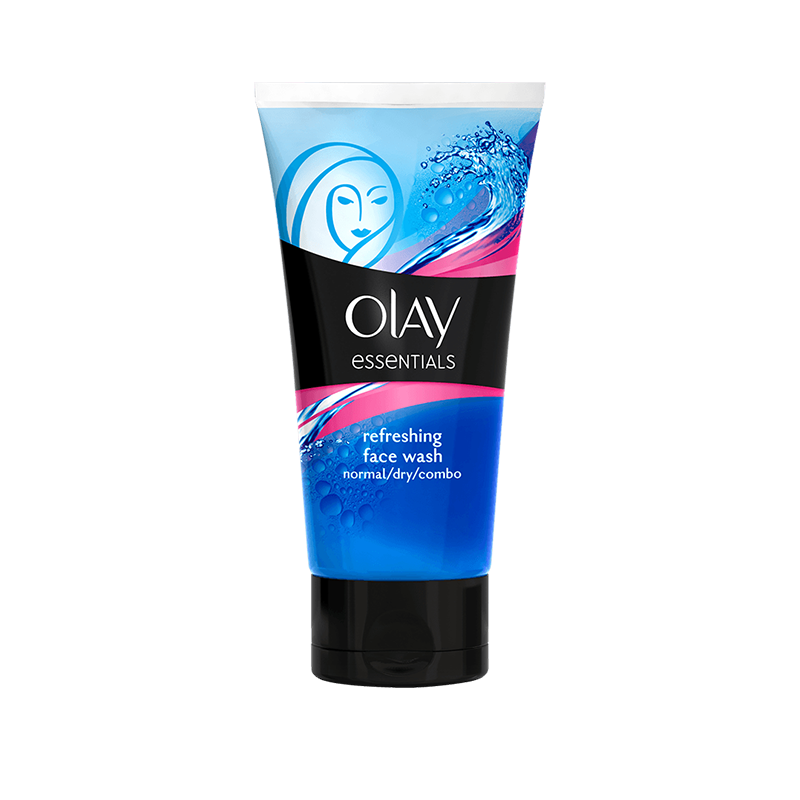 OLAY
essentials
refreshing
face wash
normal/dry/combo